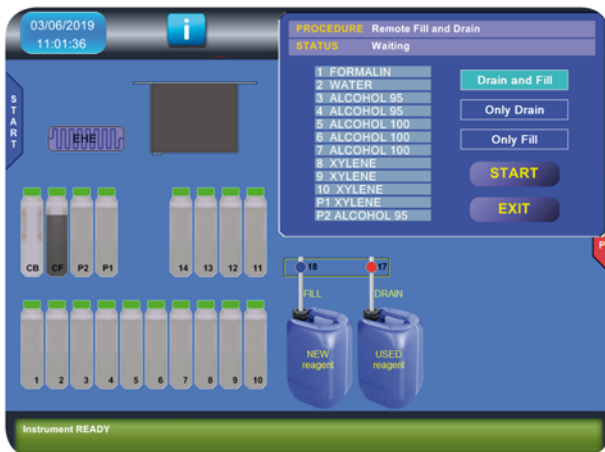 03/06/2019
11:01:36
i
PROCEDURE Remote Fill and Drain
STATUS Waiting
START
EHE
1 FORMALIN
2 WATER
3 ALCOHOL 95
4 ALCOHOL 95
5 ALCOHOL 100
6 ALCOHOL 100
7 ALCOHOL 100
8 XYLENE
9 XYLENE
10 XYLENE
P1 XYLENE
P2 ALCOHOL 95
Drain and Fill
Only Drain
Only Fill
START
EXIT
P
CB CF P2 P1 14 13 12 11
18 17
FILL DRAIN
NEW reagent
USED reagent
1 2 3 4 5 6 7 8 9 10
Instrument READY